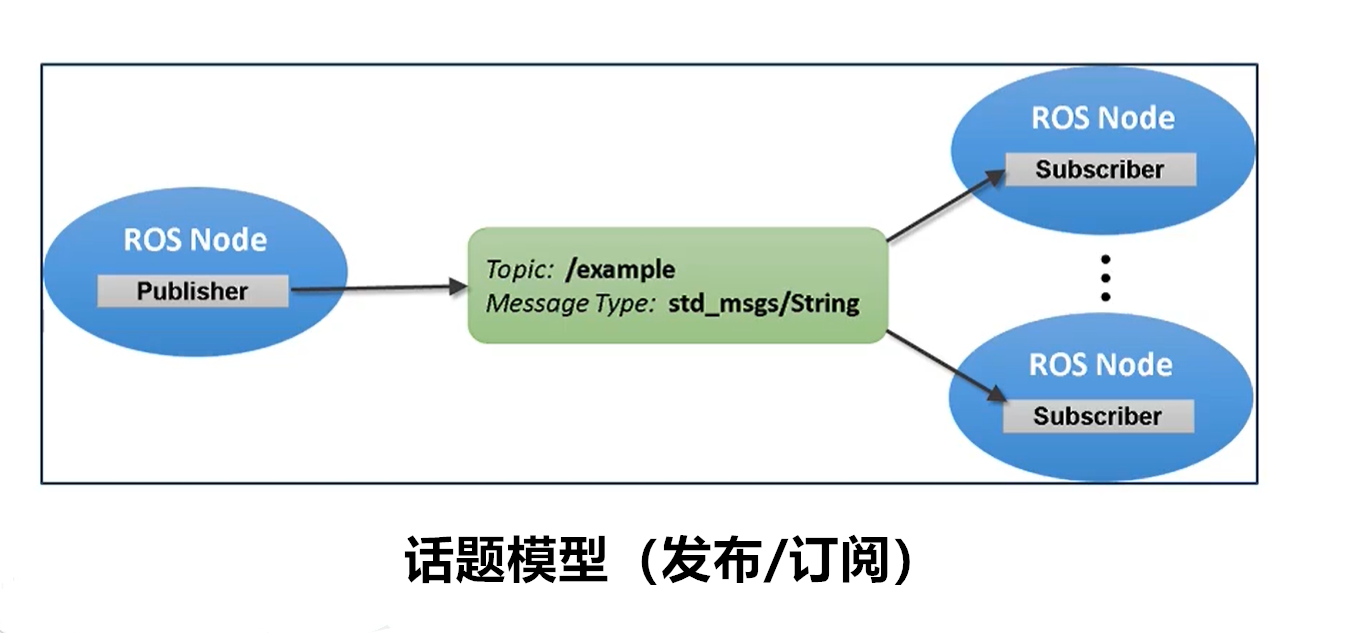 ROS Node
Publisher
Topic: /example
Message Type: std_msgs/String
ROS Node
Subscriber
ROS Node
Subscriber
话题模型（发布/订阅）